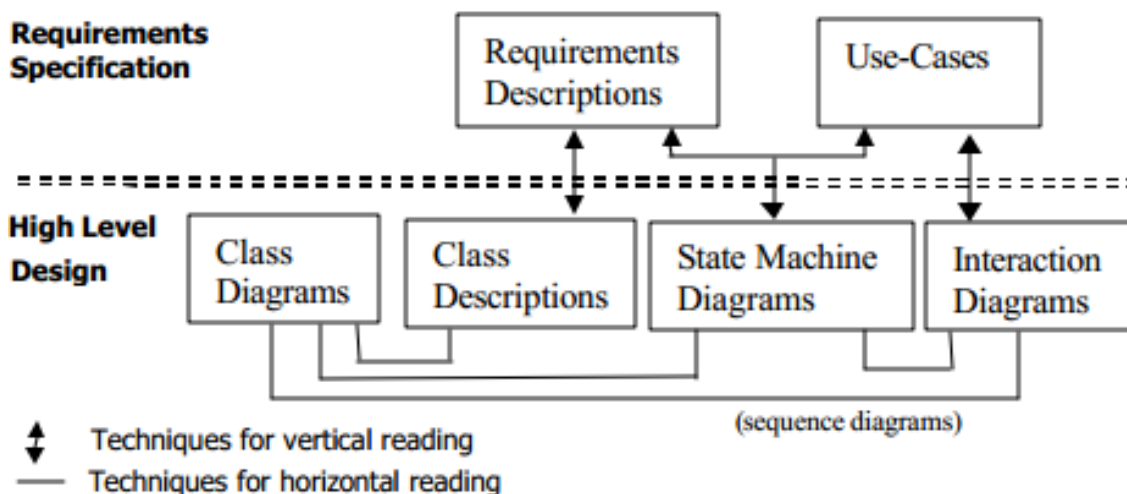 Requirements
Specification
Requirements
Descriptions
Use-Cases
High Level
Design
Class
Diagrams
Class
Descriptions
State Machine
Diagrams
Interaction
Diagrams
(sequence diagrams)
Techniques for vertical reading
Techniques for horizontal reading